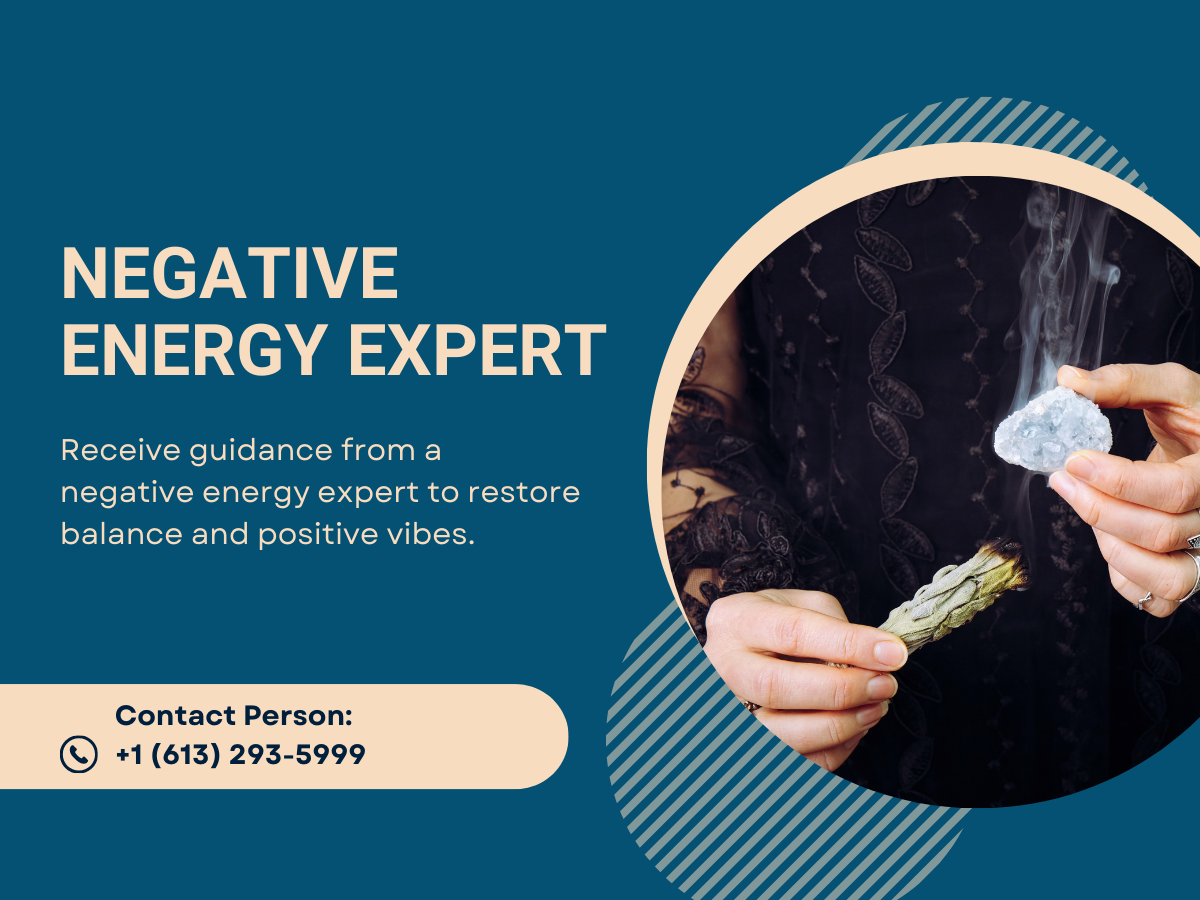 NEGATIVE
ENERGY EXPERT
Receive guidance from a
negative energy expert to restore
balance and positive vibes.
Contact Person:
+1 (613) 293-5999